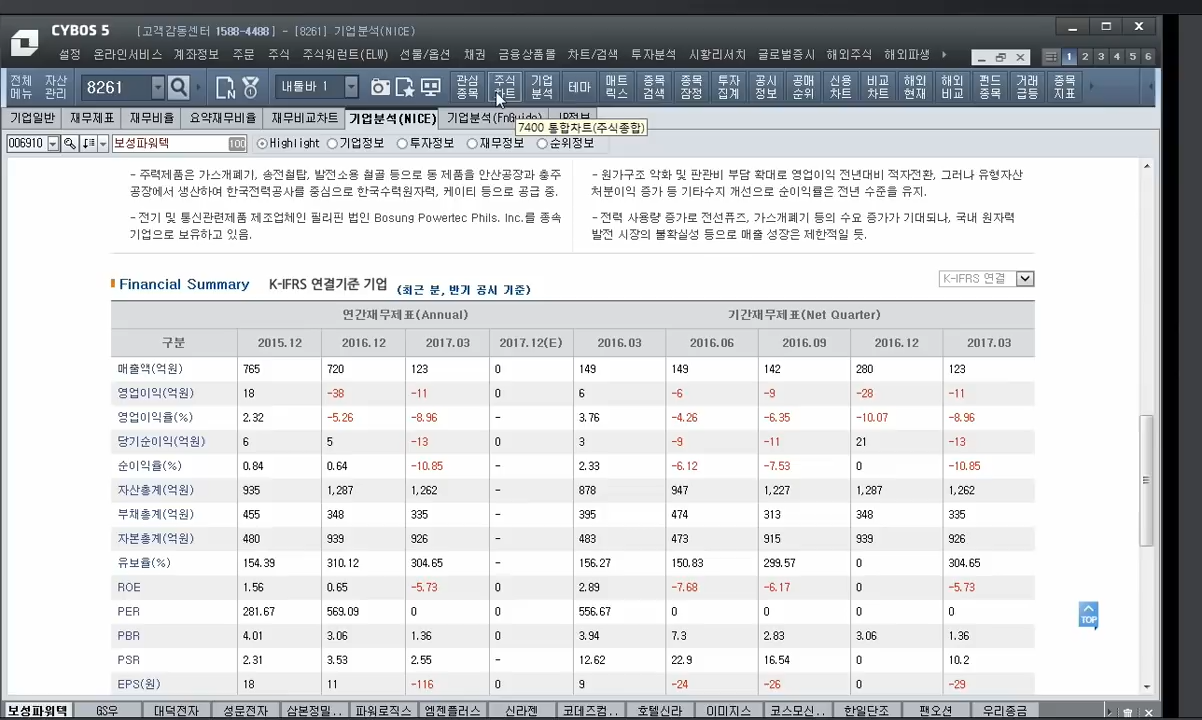 CYBOS 5 [고객감동센터 1588-4488] - [8261] 기업분석(NICE)
설정 온라인서비스 계좌정보 주문 주식 주식워런트(ELW) 선물/옵션 채권 금융상품몰 차트/검색 투자분석 시황리서치 글로벌증시 해외주식 해외파생 1 2 3 4 5 6
전체메뉴 자산관리 8261 내툴바 1 관심종목 주식차트 기업분석 테마 매트릭스 종목검색 종목잠정 투자집계 공시정보 공매순위 신용차트 비교차트 해외현재 해외비교 펀드종목 거래급등 종목지표
기업일반 재무제표 재무비율 요약재무비율 재무비교차트 기업분석(NICE) 기업분석(FnGuide) IR정보
7400 통합차트(주식종합)
006910 보성파워텍 100 Highlight 기업정보 투자정보 재무정보 순위정보
- 주력제품은 가스개폐기, 송전철탑, 발전소용 철골 등으로 동 제품을 안산공장과 충주
공장에서 생산하여 한국전력공사를 중심으로 한국수력원자력, 케이티 등으로 공급 중.
- 전기 및 통신관련제품 제조업체인 필리핀 법인 Bosung Powertec Phils. Inc.를 종속
기업으로 보유하고 있음.
- 원가구조 악화 및 판관비 부담 확대로 영업이익 전년대비 적자전환, 그러나 유형자산
처분이익 증가 등 기타수지 개선으로 순이익률은 전년 수준을 유지.
- 전력 사용량 증가로 전선퓨즈, 가스개폐기 등의 수요 증가가 기대되나, 국내 원자력
발전 시장의 불확실성 등으로 매출 성장은 제한적일 듯.
Financial Summary K-IFRS 연결기준 기업 (최근 분, 반기 공시 기준) K-IFRS 연결
연간재무제표(Annual) 기간재무제표(Net Quarter)
구분 2015.12 2016.12 2017.03 2017.12(E) 2016.03 2016.06 2016.09 2016.12 2017.03
매출액(억원) 765 720 123 0 149 149 142 280 123
영업이익(억원) 18 -38 -11 0 6 -6 -9 -28 -11
영업이익률(%) 2.32 -5.26 -8.96 - 3.76 -4.26 -6.35 -10.07 -8.96
당기순이익(억원) 6 5 -13 0 3 -9 -11 21 -13
순이익률(%) 0.84 0.64 -10.85 - 2.33 -6.12 -7.53 0 -10.85
자산총계(억원) 935 1,287 1,262 - 878 947 1,227 1,287 1,262
부채총계(억원) 455 348 335 - 395 474 313 348 335
자본총계(억원) 480 939 926 - 483 473 915 939 926
유보율(%) 154.39 310.12 304.65 - 156.27 150.83 299.57 0 304.65
ROE 1.56 0.65 -5.73 - 2.89 -7.68 -6.17 0 -5.73
PER 281.67 569.09 0 0 556.67 0 0 0 0
PBR 4.01 3.06 1.36 - 3.94 7.3 2.83 3.06 1.36
PSR 2.31 3.53 2.55 - 12.62 22.9 16.54 0 10.2
EPS(원) 18 11 -116 0 9 -24 -26 0 -29
TOP
보성파워텍 GS우 대덕전자 성문전자 삼본정밀.. 파워로직스 엠젠플러스 신라젠 코데즈컴.. 호텔신라 이미지스 코스모신.. 한일단조 팬오션 우리종금